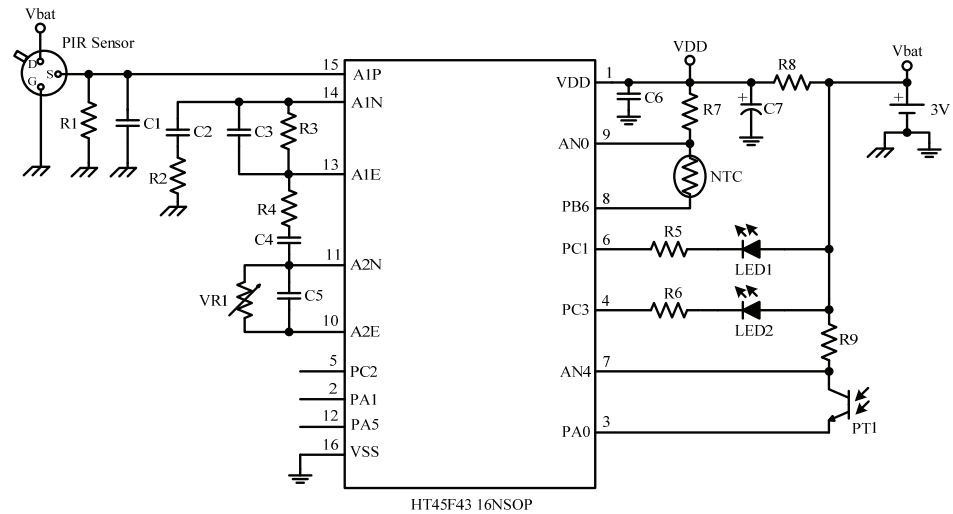 Vbat
PIR Sensor
D
S
G
R1
C1
C2
R2
C3
R3
R4
C4
VR1
C5
15 A1P
14 A1N
13 A1E
11 A2N
10 A2E
5 PC2
2 PA1
12 PA5
16 VSS
VDD 1
AN0 9
PB6 8
PC1 6
PC3 4
AN4 7
PA0 3
VDD
C6
R7
+
C7
R8
Vbat
+
3V
NTC
R5
LED1
R6
LED2
R9
PT1
HT45F43 16NSOP